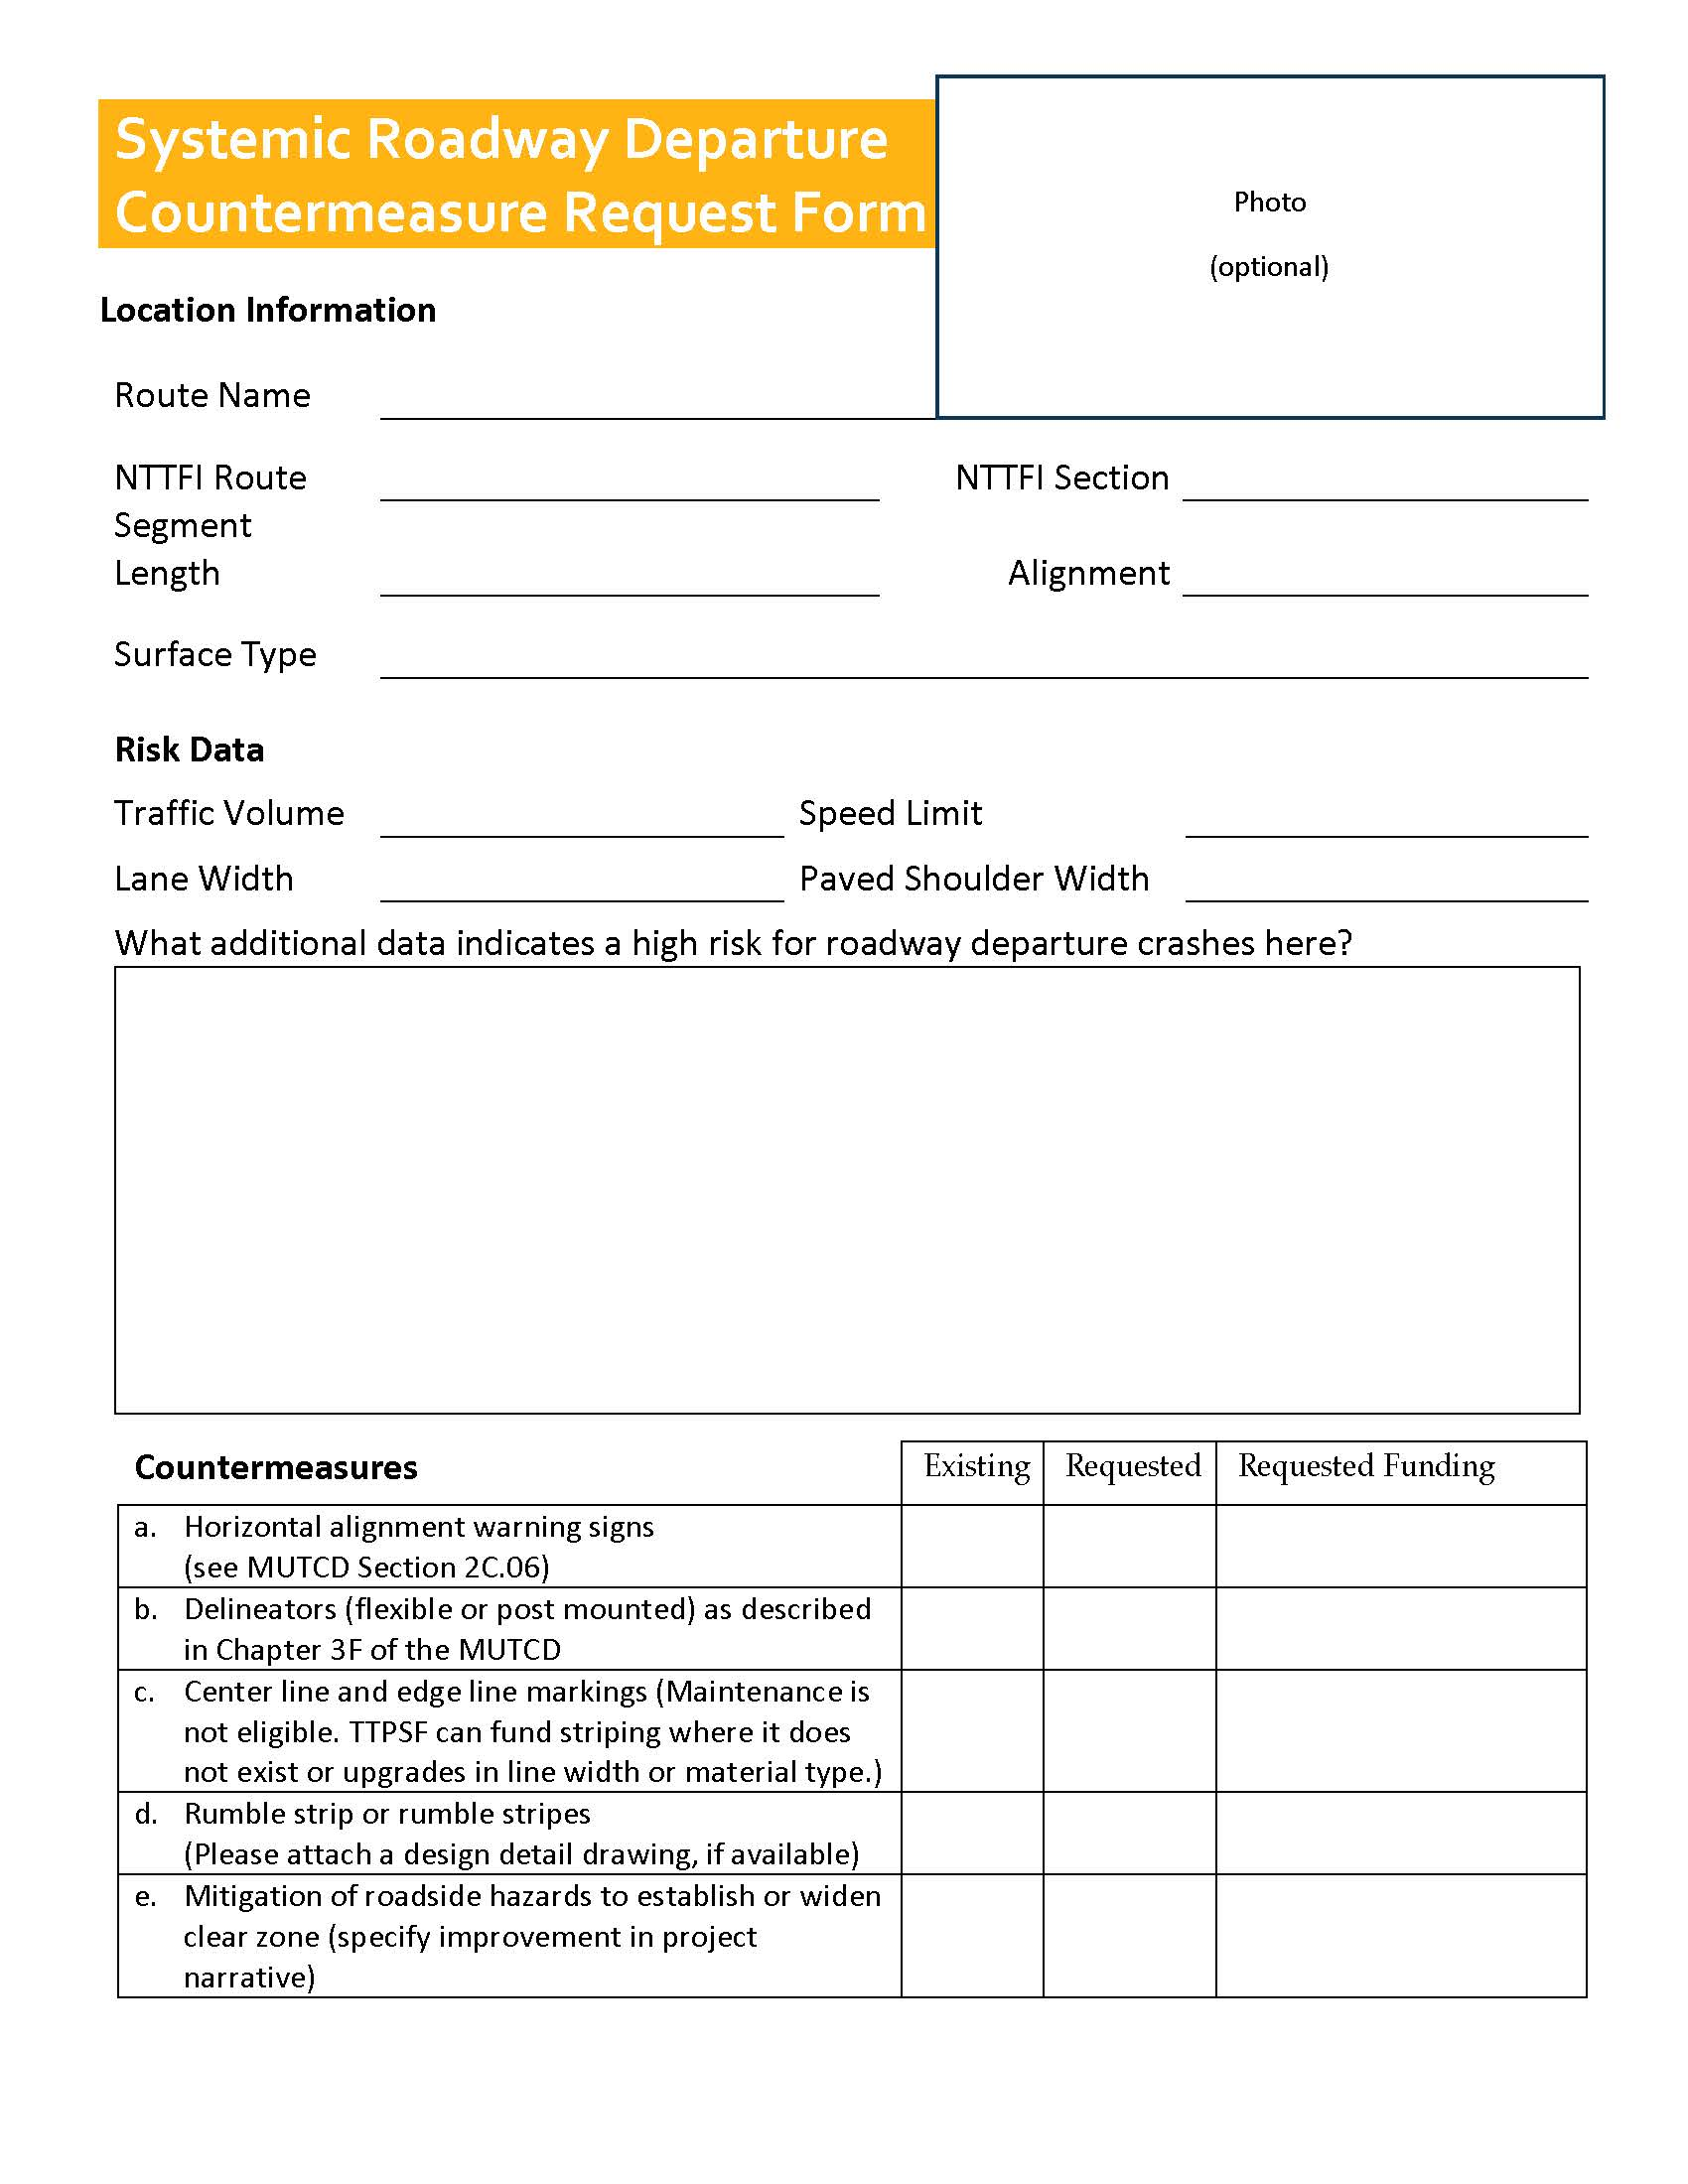 Systemic Roadway Departure
Countermeasure Request Form
Photo
(optional)
Location Information
Route Name
NTTFI Route
NTTFI Section
Segment
Length
Alignment
Surface Type
Risk Data
Traffic Volume
Speed Limit
Lane Width
Paved Shoulder Width
What additional data indicates a high risk for roadway departure crashes here?
Countermeasures
Existing
Requested
Requested Funding
a. Horizontal alignment warning signs
(see MUTCD Section 2C.06)
b. Delineators (flexible or post mounted) as described
in Chapter 3F of the MUTCD
c. Center line and edge line markings (Maintenance is
not eligible. TTPSF can fund striping where it does
not exist or upgrades in line width or material type.)
d. Rumble strip or rumble stripes
(Please attach a design detail drawing, if available)
e. Mitigation of roadside hazards to establish or widen
clear zone (specify improvement in project
narrative)